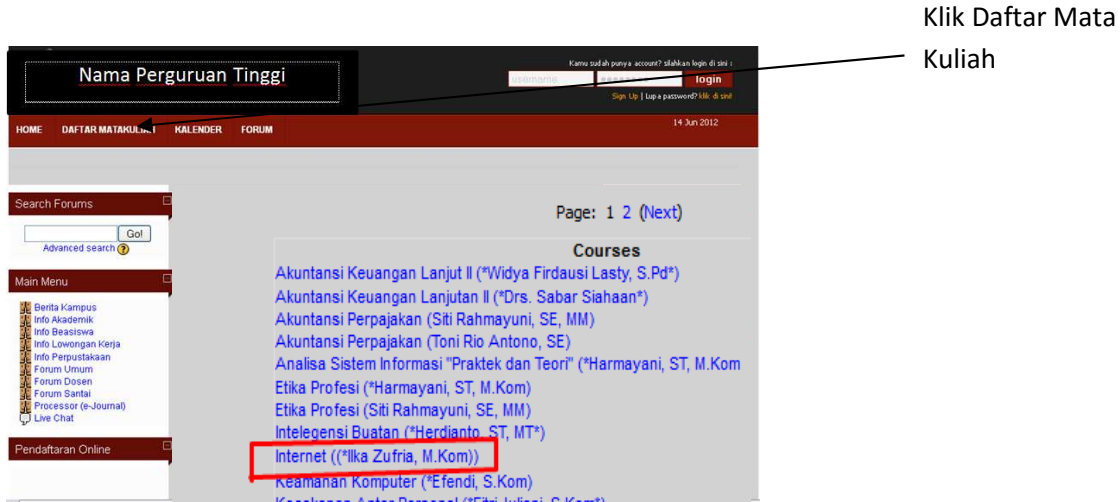 Klik Daftar Mata
Kuliah
Nama Perguruan Tinggi
Kamu sudah punya account? silahkan login di sini :
username
login
Sign Up | Lupa password? klik di sini!
HOME DAFTAR KALENDER FORUM
14 Jun 2012
Search Forums
Go!
Advanced search
Main Menu
Berita Kampus
Info Akademik
Info Beasiswa
Info Lowongan Kerja
Info Perpustakaan
Forum Umum
Forum Dosen
Forum Santai
Processor (e-Journal)
Live Chat
Pendaftaran Online
Page: 1 2 (Next)
Courses
Akuntansi Keuangan Lanjut II (*Widya Firdausi Lasty, S.Pd*)
Akuntansi Keuangan Lanjutan II (*Drs. Sabar Siahaan*)
Akuntansi Perpajakan (Siti Rahmayuni, SE, MM)
Akuntansi Perpajakan (Toni Rio Antono, SE)
Analisa Sistem Informasi "Praktek dan Teori" (*Harmayani, ST, M.Kom
Etika Profesi (*Harmayani, ST, M.Kom)
Etika Profesi (Siti Rahmayuni, SE, MM)
Intelegensi Buatan (*Herdianto, ST, MT*)
Internet ((*Ilka Zufria, M.Kom))
Keamanan Komputer (*Efendi, S.Kom)